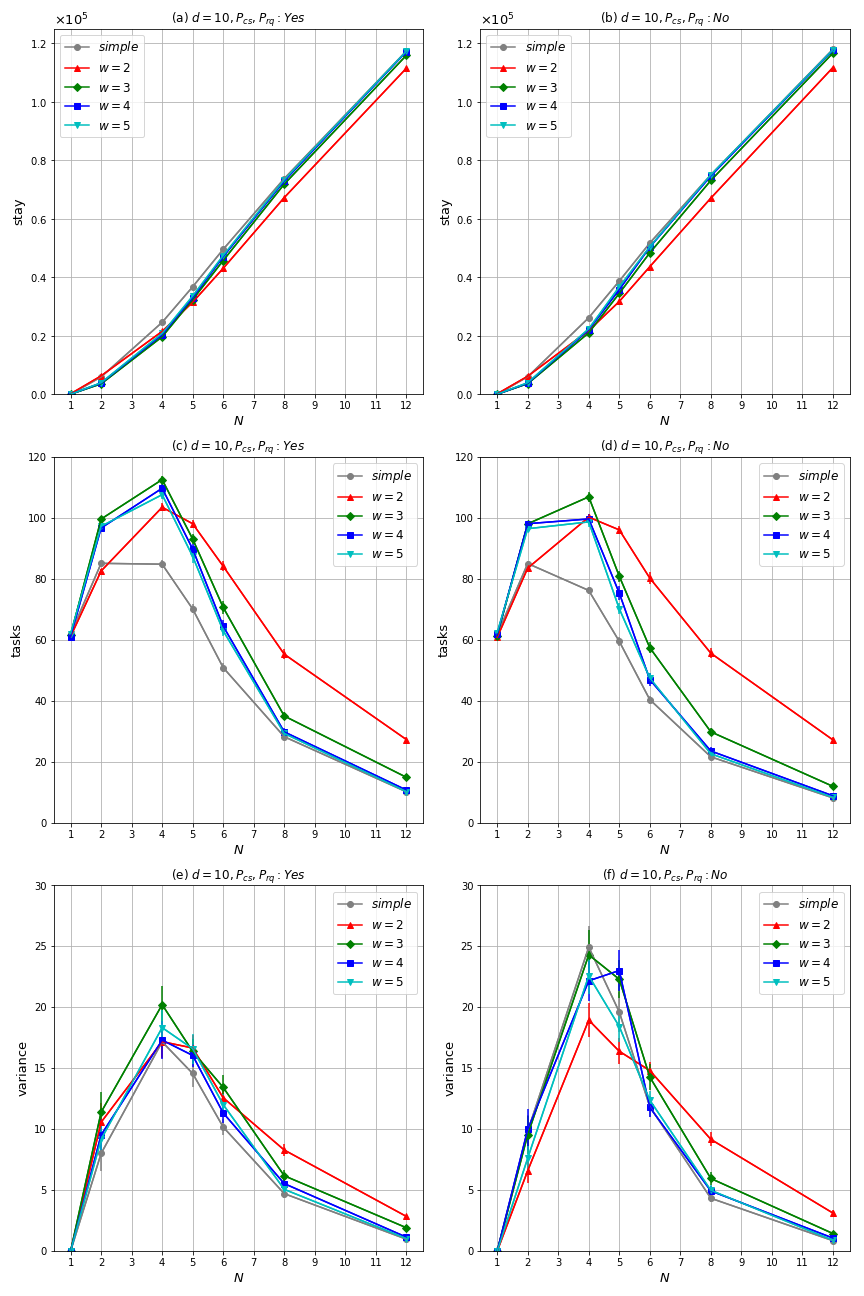 (a) d = 10, P_cs, P_rq : Yes
×10^5
stay
1.2
1.0
0.8
0.6
0.4
0.2
0.0
simple
w = 2
w = 3
w = 4
w = 5
1 2 3 4 5 6 7 8 9 10 11 12
N
(b) d = 10, P_cs, P_rq : No
×10^5
stay
1.2
1.0
0.8
0.6
0.4
0.2
0.0
simple
w = 2
w = 3
w = 4
w = 5
1 2 3 4 5 6 7 8 9 10 11 12
N
(c) d = 10, P_cs, P_rq : Yes
tasks
120
100
80
60
40
20
0
simple
w = 2
w = 3
w = 4
w = 5
1 2 3 4 5 6 7 8 9 10 11 12
N
(d) d = 10, P_cs, P_rq : No
tasks
120
100
80
60
40
20
0
simple
w = 2
w = 3
w = 4
w = 5
1 2 3 4 5 6 7 8 9 10 11 12
N
(e) d = 10, P_cs, P_rq : Yes
variance
30
25
20
15
10
5
0
simple
w = 2
w = 3
w = 4
w = 5
1 2 3 4 5 6 7 8 9 10 11 12
N
(f) d = 10, P_cs, P_rq : No
variance
30
25
20
15
10
5
0
simple
w = 2
w = 3
w = 4
w = 5
1 2 3 4 5 6 7 8 9 10 11 12
N